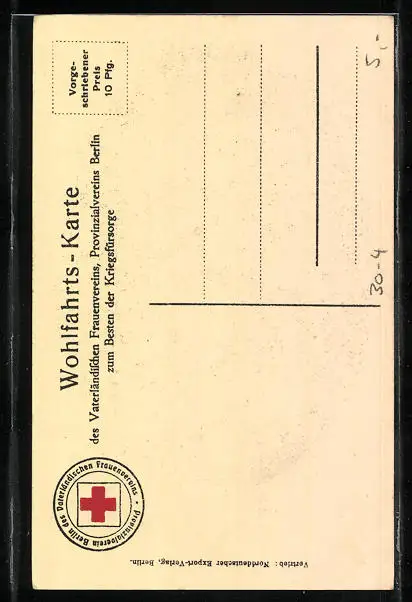 Wohlfahrts-Karte
des Vaterländischen Frauenvereins, Provinzialvereins Berlin
zum Besten der Kriegsfürsorge
Vorge-
schriebener
Preis
10 Pfg.
Provinzialverein Berlin des Vaterländischen Frauenvereins
Vertrieb: Norddeutscher Export-Verlag, Berlin.
5,-
30-4